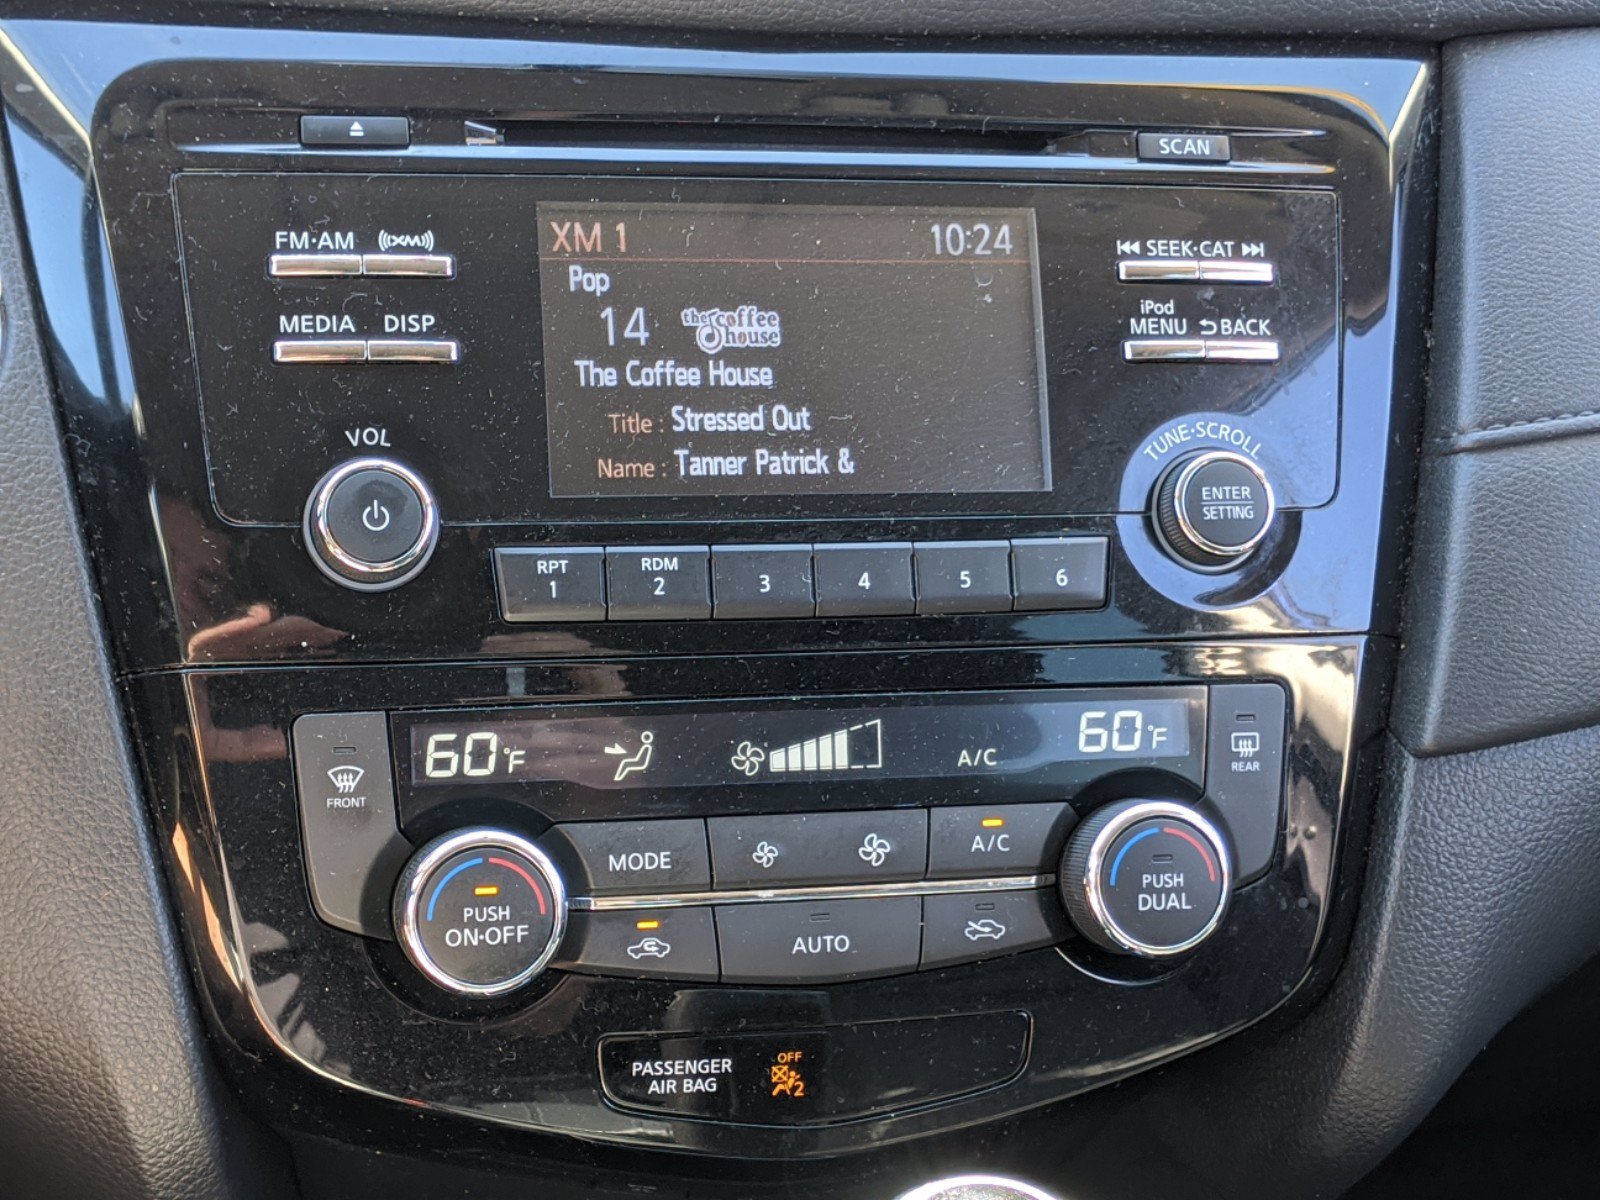 SCAN
FM·AM
((XM))
SEEK·CAT
MEDIA
DISP
iPod
MENU
BACK
XM 1
10:24
Pop
14
the coffee
house
The Coffee House
Title : Stressed Out
Name : Tanner Patrick &
VOL
TUNE·SCROLL
ENTER
SETTING
RPT
1
RDM
2
3
4
5
6
60°F
A/C
60°F
FRONT
REAR
MODE
A/C
PUSH
ON·OFF
PUSH
DUAL
AUTO
PASSENGER
AIR BAG
OFF
2